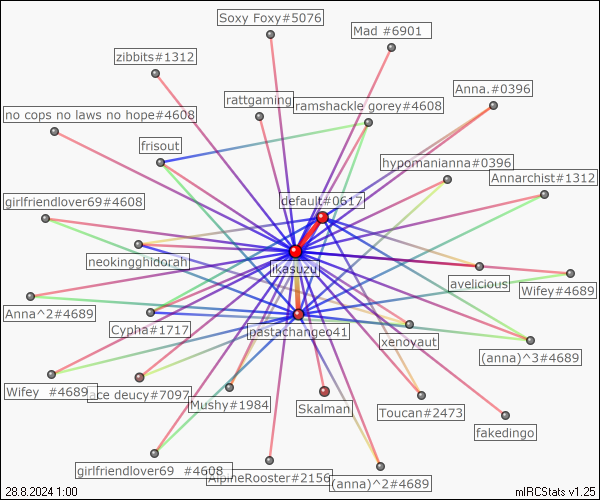 Soxy Foxy#5076
Mad #6901
zibbits#1312
rattgaming
Anna.#0396
ramshackle gorey#4608
no cops no laws no hope#4608
frisout
hypomanianna#0396
Annarchist#1312
default#0617
girlfriendlover69#4608
neokingghidorah
ikasuzu
avelicious
Wifey#4689
Anna^2#4689
Cypha#1717
pastachangeo41
xenoyaut
(anna)^3#4689
Wifey #4689
ace deucy#7097
Mushy#1984
Skalman
Toucan#2473
fakedingo
girlfriendlover69 #4608
AlpineRooster#2156
(anna)^2#4689
28.8.2024 1:00
mIRCStats v1.25